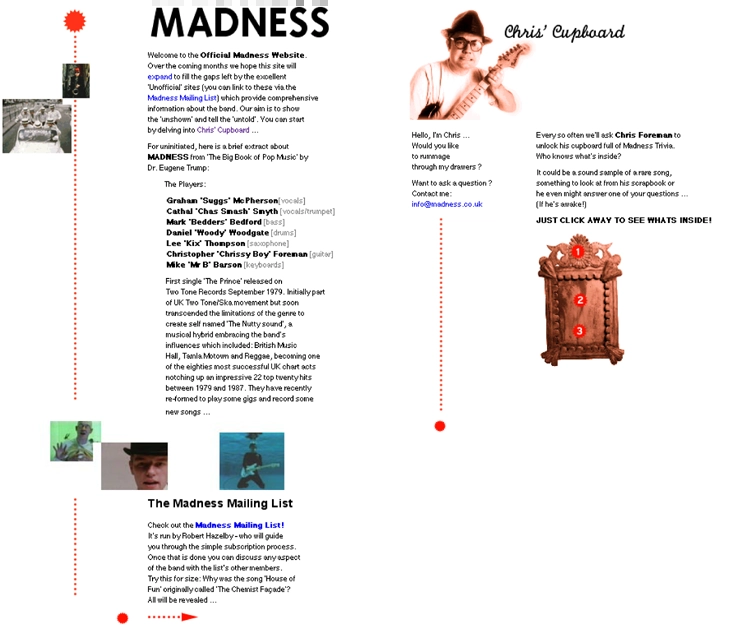 MADNESS
Welcome to the Official Madness Website.
Over the coming months we hope this site will
expand to fill the gaps left by the excellent
'Unofficial' sites (you can link to these via the
Madness Mailing List) which provide comprehensive
information about the band. Our aim is to show
the 'unshown' and tell the 'untold'. You can start
by delving into Chris' Cupboard ...
For uninitiated, here is a brief extract about
MADNESS from 'The Big Book of Pop Music' by
Dr. Eugene Trump:
The Players:
Graham 'Suggs' McPherson [vocals]
Cathal 'Chas Smash' Smyth [vocals/trumpet]
Mark 'Bedders' Bedford [bass]
Daniel 'Woody' Woodgate [drums]
Lee 'Kix' Thompson [saxophone]
Christopher 'Chrissy Boy' Foreman [guitar]
Mike 'Mr B' Barson [keyboards]
First single 'The Prince' released on
Two Tone Records September 1979. Initially part
of UK Two Tone/Ska movement but soon
transcended the limitations of the genre to
create self named 'The Nutty sound', a
musical hybrid embracing the band's
influences which included: British Music
Hall, Tamla Motown and Reggae, becoming one
of the eighties most successful UK chart acts
notching up an impressive 22 top twenty hits
between 1979 and 1987. They have recently
re-formed to play some gigs and record some
new songs ...
The Madness Mailing List
Check out the Madness Mailing List!
It's run by Robert Hazelby - who will guide
you through the simple subscription process.
Once that is done you can discuss any aspect
of the band with the list's other members.
Try this for size: Why was the song 'House of
Fun' originally called 'The Chemist Façade'?
All will be revealed ...
Chris' Cupboard
Hello, I'm Chris ...
Would you like
to rummage
through my drawers ?
Want to ask a question ?
Contact me:
info@madness.co.uk
Every so often we'll ask Chris Foreman to
unlock his cupboard full of Madness Trivia.
Who knows what's inside?
It could be a sound sample of a rare song,
something to look at from his scrapbook or
he even might answer one of your questions ...
(If he's awake!)
JUST CLICK AWAY TO SEE WHATS INSIDE!
1
2
3